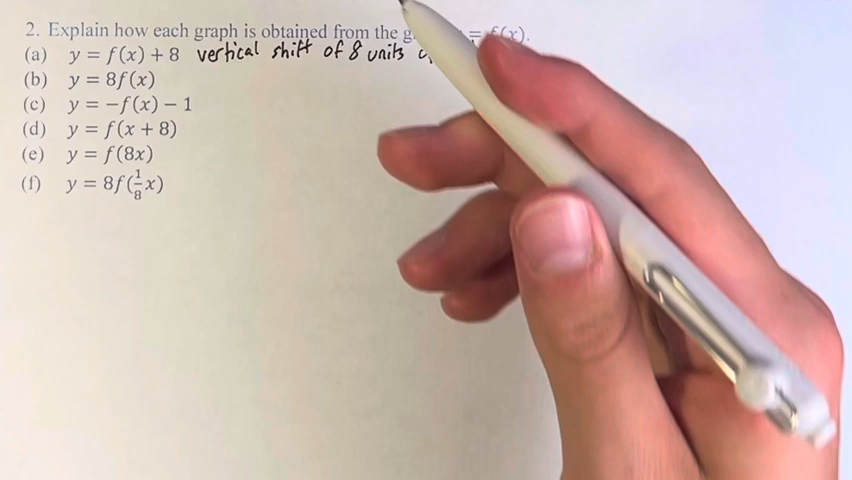 2. Explain how each graph is obtained from the = f(x).
(a) y = f(x) + 8 vertical shift of 8 units
(b) y = 8f(x)
(c) y = −f(x) − 1
(d) y = f(x + 8)
(e) y = f(8x)
(f) y = 8f(\frac{1}{8}x)